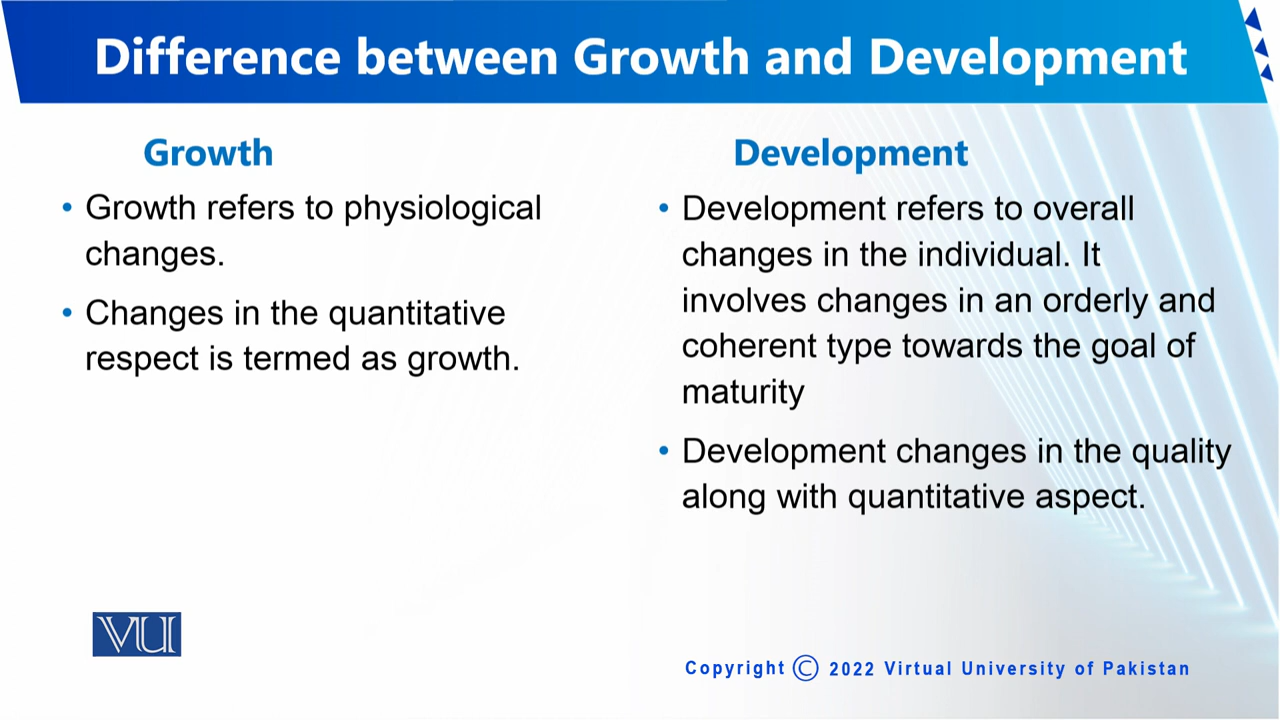 Difference between Growth and Development
Growth
• Growth refers to physiological
changes.
• Changes in the quantitative
respect is termed as growth.
Development
• Development refers to overall
changes in the individual. It
involves changes in an orderly and
coherent type towards the goal of
maturity
• Development changes in the quality
along with quantitative aspect.
VU
Copyright © 2022 Virtual University of Pakistan